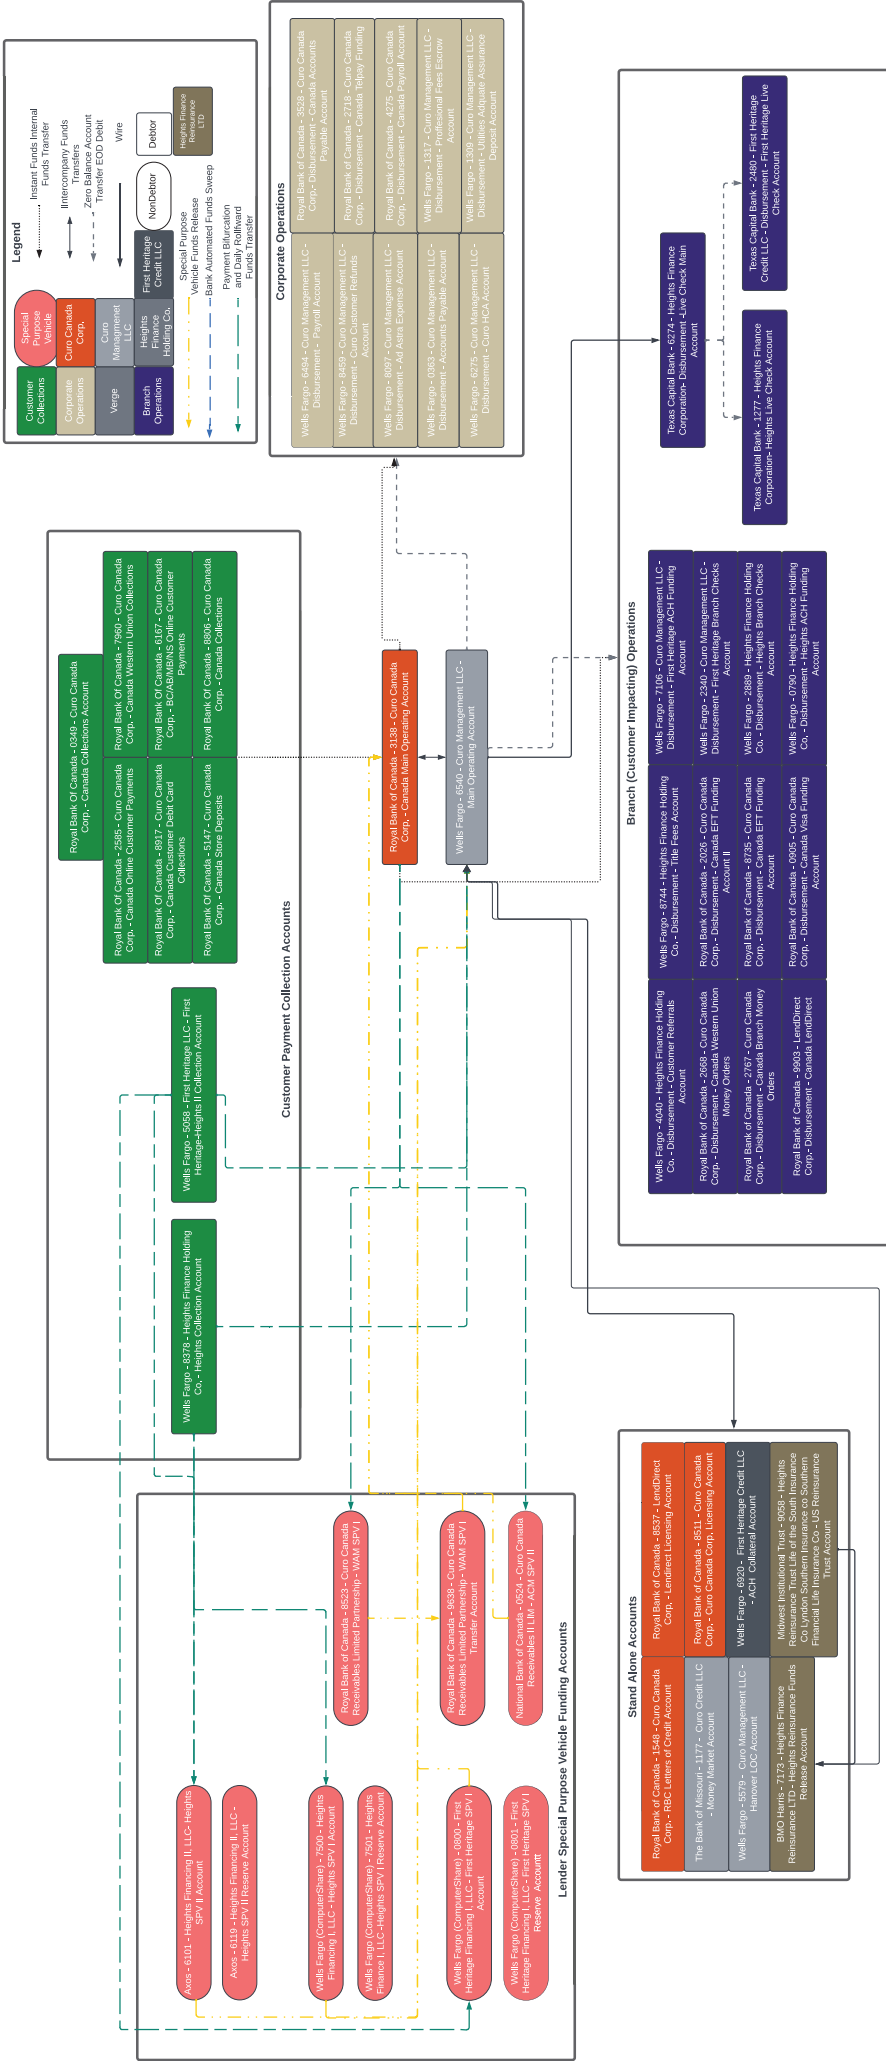 Legend
Customer
Collections
Special
Purpose
Vehicle
Corporate
Operations
Curo Canada
Corp,
Verge
Curo
Managmenet
LLC
Branch
Operations
Heights
Finance
Holding Co.
First Heritage
Credit LLC
NonDebtor
Debtor
Heights Finance
Reinsurance
LTD
Instant Funds Internal
Funds Transfer
Intercompany Funds
Transfers
Zero Balance Account
Transfer EOD Debit
Wire
Special Purpose
Vehicle Funds Release
Bank Automated Funds Sweep
Payment Bifurcation
and Daily Rollfward
Funds Transfer
Corporate Operations
Wells Fargo - 6494 - Curo Management LLC -
Disbursement - Payroll Account
Royal Bank of Canada - 3528 - Curo Canada
Corp,- Disbursement - Canada Accounts
Payable Account
Wells Fargo - 8459 - Curo Management LLC -
Disbursement - Curo Customer Refunds
Account
Royal Bank of Canada - 2718 - Curo Canada
Corp, - Disbursement - Canada Telpay Funding
Wells Fargo - 8097 - Curo Management LLC -
Disbursement - Ad Astra Expense Account
Royal Bank of Canada - 4275 - Curo Canada
Corp, - Disbursement - Canada Payroll Account
Wells Fargo - 0363 - Curo Management LLC -
Disbursement - Accounts Payable Account
Wells Fargo - 1317 - Curo Management LLC -
Disbursement - Proffesional Fees Escrow
Account
Wells Fargo - 6275 - Curo Management LLC -
Disbursement - Curo HCA Account
Wells Fargo - 1309 - Curo Management LLC -
Disbursement - Utilities Adquate Assurance
Deposit Account
Royal Bank Of Canada - 0349 - Curo Canada
Corp, - Canada Collections Account
Royal Bank Of Canada - 2585 - Curo Canada
Corp, - Canada Online Customer Payments
Royal Bank Of Canada - 7960 - Curo Canada
Corp, - Canada Western Union Collections
Royal Bank Of Canada - 8917 - Curo Canada
Corp, - Canada Customer Debit Card
Collections
Royal Bank Of Canada - 6167 - Curo Canada
Corp, - BC/AB/MB/NS Online Customer
Payments
Royal Bank Of Canada - 5147 - Curo Canada
Corp, - Canada Store Deposits
Royal Bank Of Canada - 8806 - Curo Canada
Corp, - Canada Collections
Wells Fargo - 8378 - Heights Finance Holding
Co, - Heights Collection Account
Wells Fargo - 5058 - First Heritage LLC - First
Heritage-Heights II Collection Account
Customer Payment Collection Accounts
Royal Bank of Canada - 3138 - Curo Canada
Corp, - Canada Main Operating Account
Wells Fargo - 6540 - Curo Management LLC -
Main Operating Account
Branch (Customer Impacting) Operations
Wells Fargo - 4040 - Heights Finance Holding
Co, - Disbursement - Customer Referrals
Account
Wells Fargo - 8744 - Heights Finance Holding
Co. - Disbursement - Title Fees Account
Wells Fargo - 7106 - Curo Management LLC -
Disbursement - First Heritage ACH Funding
Account
Royal Bank of Canada - 2668 - Curo Canada
Corp, - Disbursement - Canada Western Union
Money Orders
Royal Bank of Canada - 2026 - Curo Canada
Corp, - Disbursement - Canada EFT Funding
Account II
Wells Fargo - 2340 - Curo Management LLC -
Disbursement - First Heritage Branch Checks
Account
Royal Bank of Canada - 2767 - Curo Canada
Corp, - Disbursement - Canada Branch Money
Orders
Royal Bank of Canada - 8735 - Curo Canada
Corp, - Disbursement - Canada EFT Funding
Account
Wells Fargo - 2889 - Heights Finance Holding
Co, - Disbursement - Heights Branch Checks
Account
Royal Bank of Canada - 9903 - LendDirect
Corp,- Disbursement - Canada LendDirect
Royal Bank of Canada - 0905 - Curo Canada
Corp, - Disbursement - Canada Visa Funding
Account
Wells Fargo - 0790 - Heights Finance Holding
Co, - Disbursement - Heights ACH Funding
Account
Texas Capital Bank - 6274 - Heights Finance
Corporation- Disbursement -Live Check Main
Account
Texas Capital Bank - 1277 - Heights Finance
Corporation- Heights Live Check Account
Texas Capital Bank - 2480 - First Heritage
Credit LLC - Disbursement - First Heritage Live
Check Account
Axos - 6101 - Heights Financing II, LLC- Heights
SPV II Account
Axos - 6119 - Heights Financing II, LLC -
Heights SPV II Reserve Account
Wells Fargo (ComputerShare) - 7500 - Heights
Financing I, LLC - Heights SPV I Account
Wells Fargo (ComputerShare) - 7501 - Heights
Finance I, LLC -Heights SPV I Reserve Account
Wells Fargo (ComputerShare) - 0800 - First
Heritage Financing I, LLC - First Heritage SPV I
Account
Wells Fargo (ComputerShare) - 0801 - First
Heritage Financing I, LLC - First Heritage SPV I
Reserve Accountt
Royal Bank of Canada - 8523 - Curo Canada
Receivables Limited Partnership - WAM SPV I
Royal Bank of Canada - 9638 - Curo Canada
Receivables Limited Partnership - WAM SPV I
Transfer Account
National Bank of Canada - 0524 - Curo Canada
Receivables II LIM - ACM SPV II
Lender Special Purpose Vehicle Funding Accounts
Stand Alone Accounts
Royal Bank of Canada - 1548 - Curo Canada
Corp. - RBC Letters of Credit Account
Royal Bank of Canada - 8537 - LendDirect
Corp, - Lendirect Licensing Account
The Bank of Missouri - 1177 - Curo Credit LLC
- Money Market Account
Royal Bank of Canada - 8511 - Curo Canada
Corp, - Curo Canada Corp, Licensing Account
Wells Fargo - 5579 - Curo Management LLC -
Hanover LOC Account
Wells Fargo - 6920 - First Heritage Credit LLC
- ACH Collateral Account
BMO Harris - 7173 - Heights Finance
Reinsurance LTD - Heights Reinsurance Funds
Release Account
Midwest Institutional Trust - 9058 - Heights
Reinsurance Trust Life of the South Insurance
Co Lyndon Southern Insurance co Southern
Financial Life Insurance Co - US Reinsurance
Trust Account